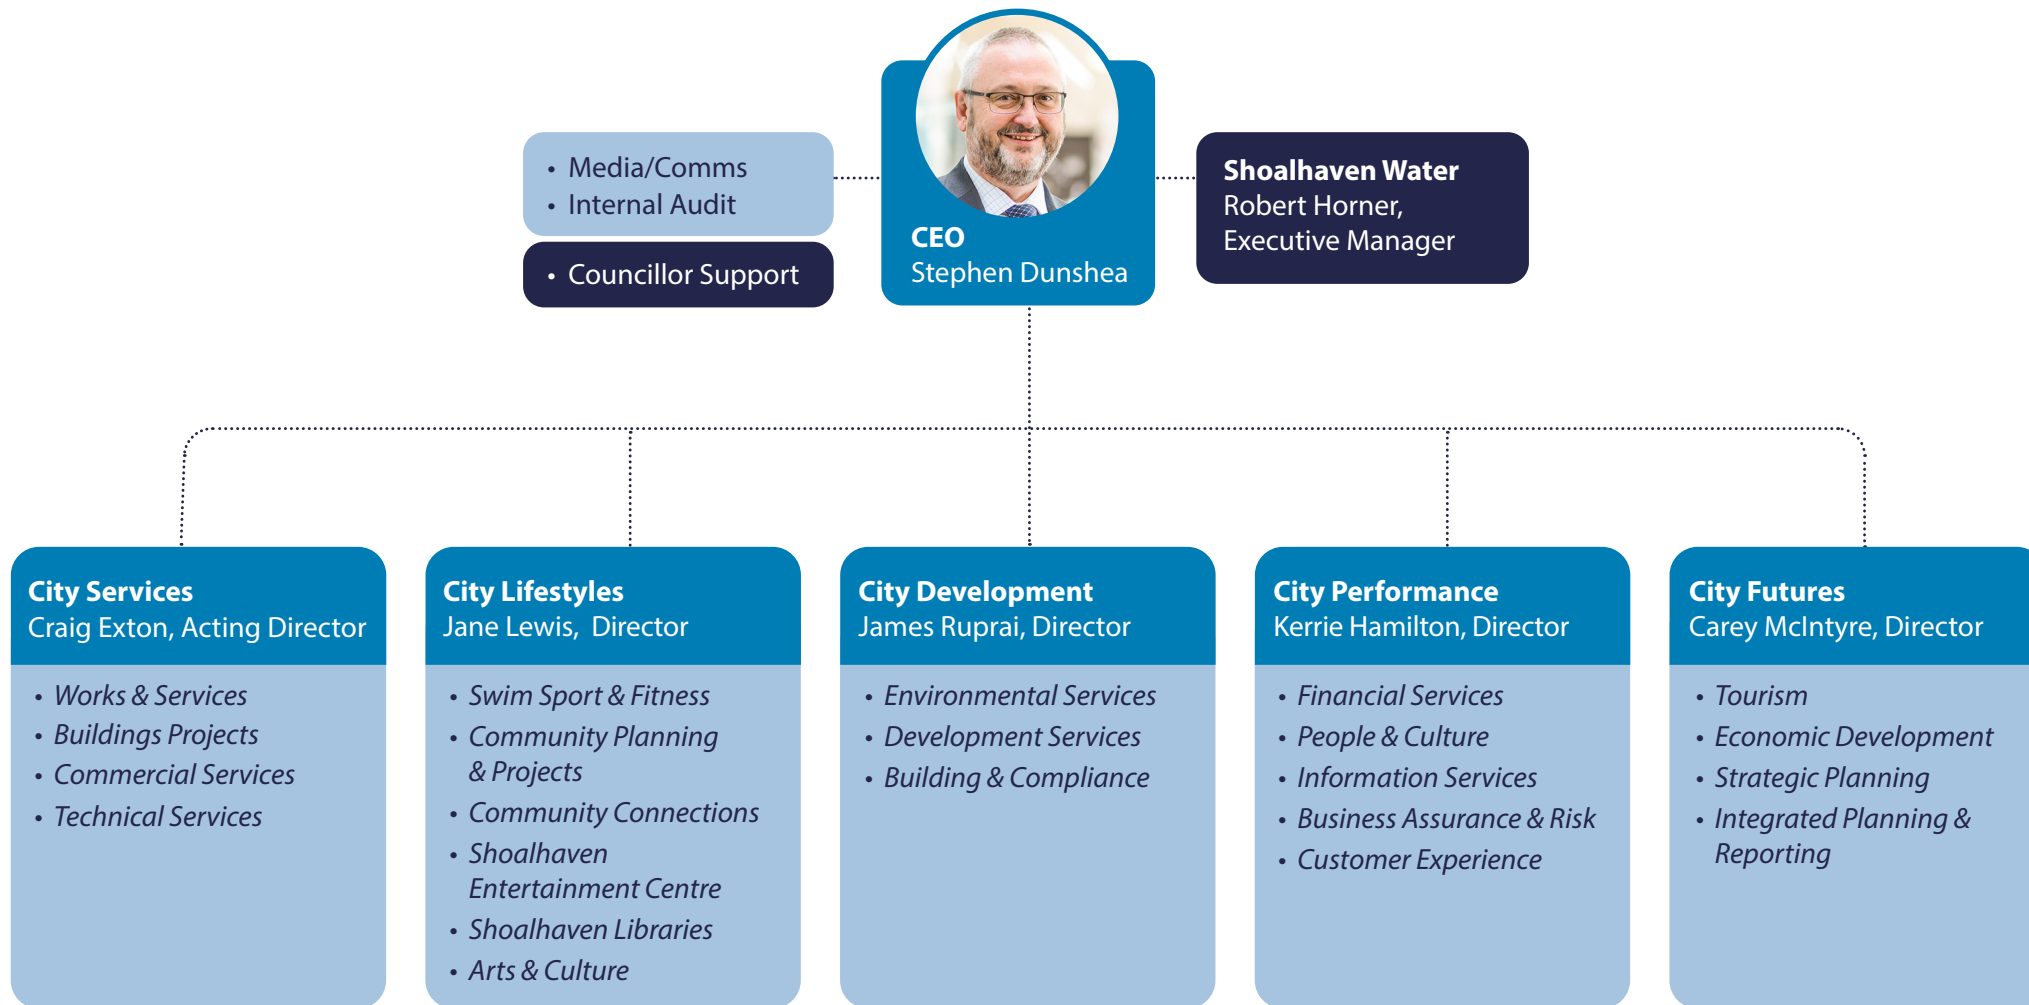 • Media/Comms
• Internal Audit
• Councillor Support
CEO
Stephen Dunshea
Shoalhaven Water
Robert Horner,
Executive Manager
City Services
Craig Exton, Acting Director
• Works & Services
• Buildings Projects
• Commercial Services
• Technical Services
City Lifestyles
Jane Lewis, Director
• Swim Sport & Fitness
• Community Planning
& Projects
• Community Connections
• Shoalhaven
Entertainment Centre
• Shoalhaven Libraries
• Arts & Culture
City Development
James Ruprai, Director
• Environmental Services
• Development Services
• Building & Compliance
City Performance
Kerrie Hamilton, Director
• Financial Services
• People & Culture
• Information Services
• Business Assurance & Risk
• Customer Experience
City Futures
Carey McIntyre, Director
• Tourism
• Economic Development
• Strategic Planning
• Integrated Planning &
Reporting